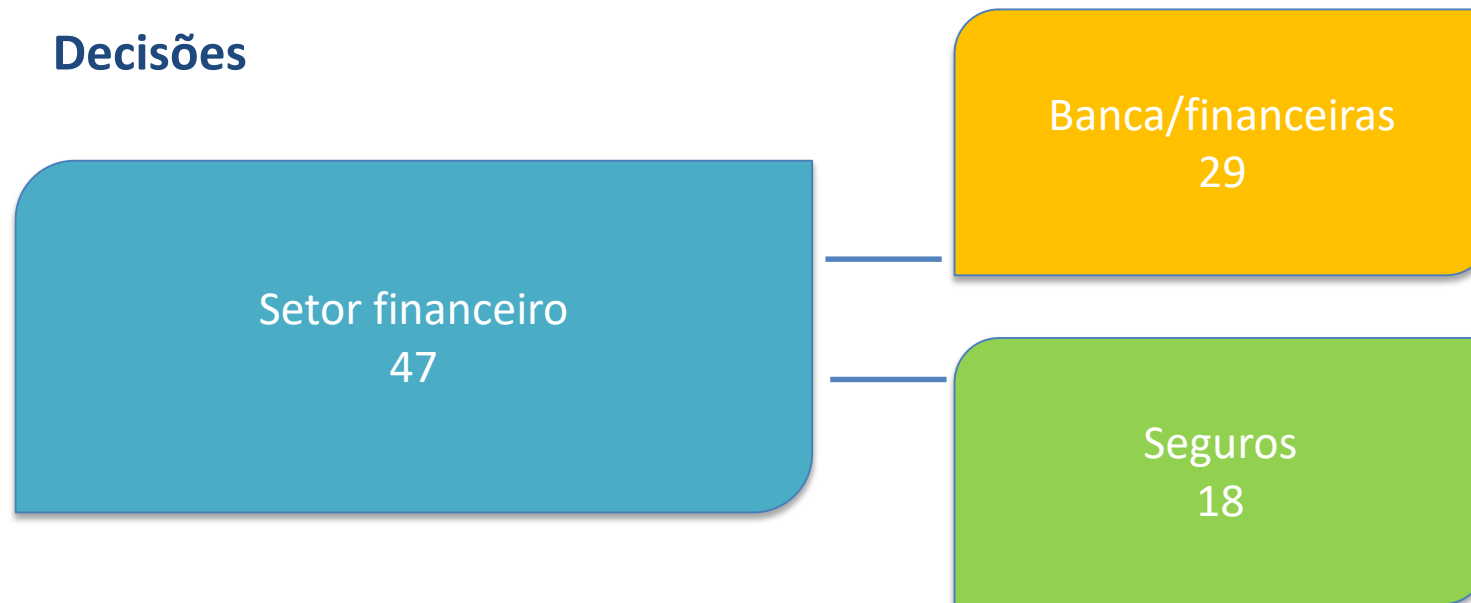 Decisões
Setor financeiro
47
Banca/financeiras
29
Seguros
18